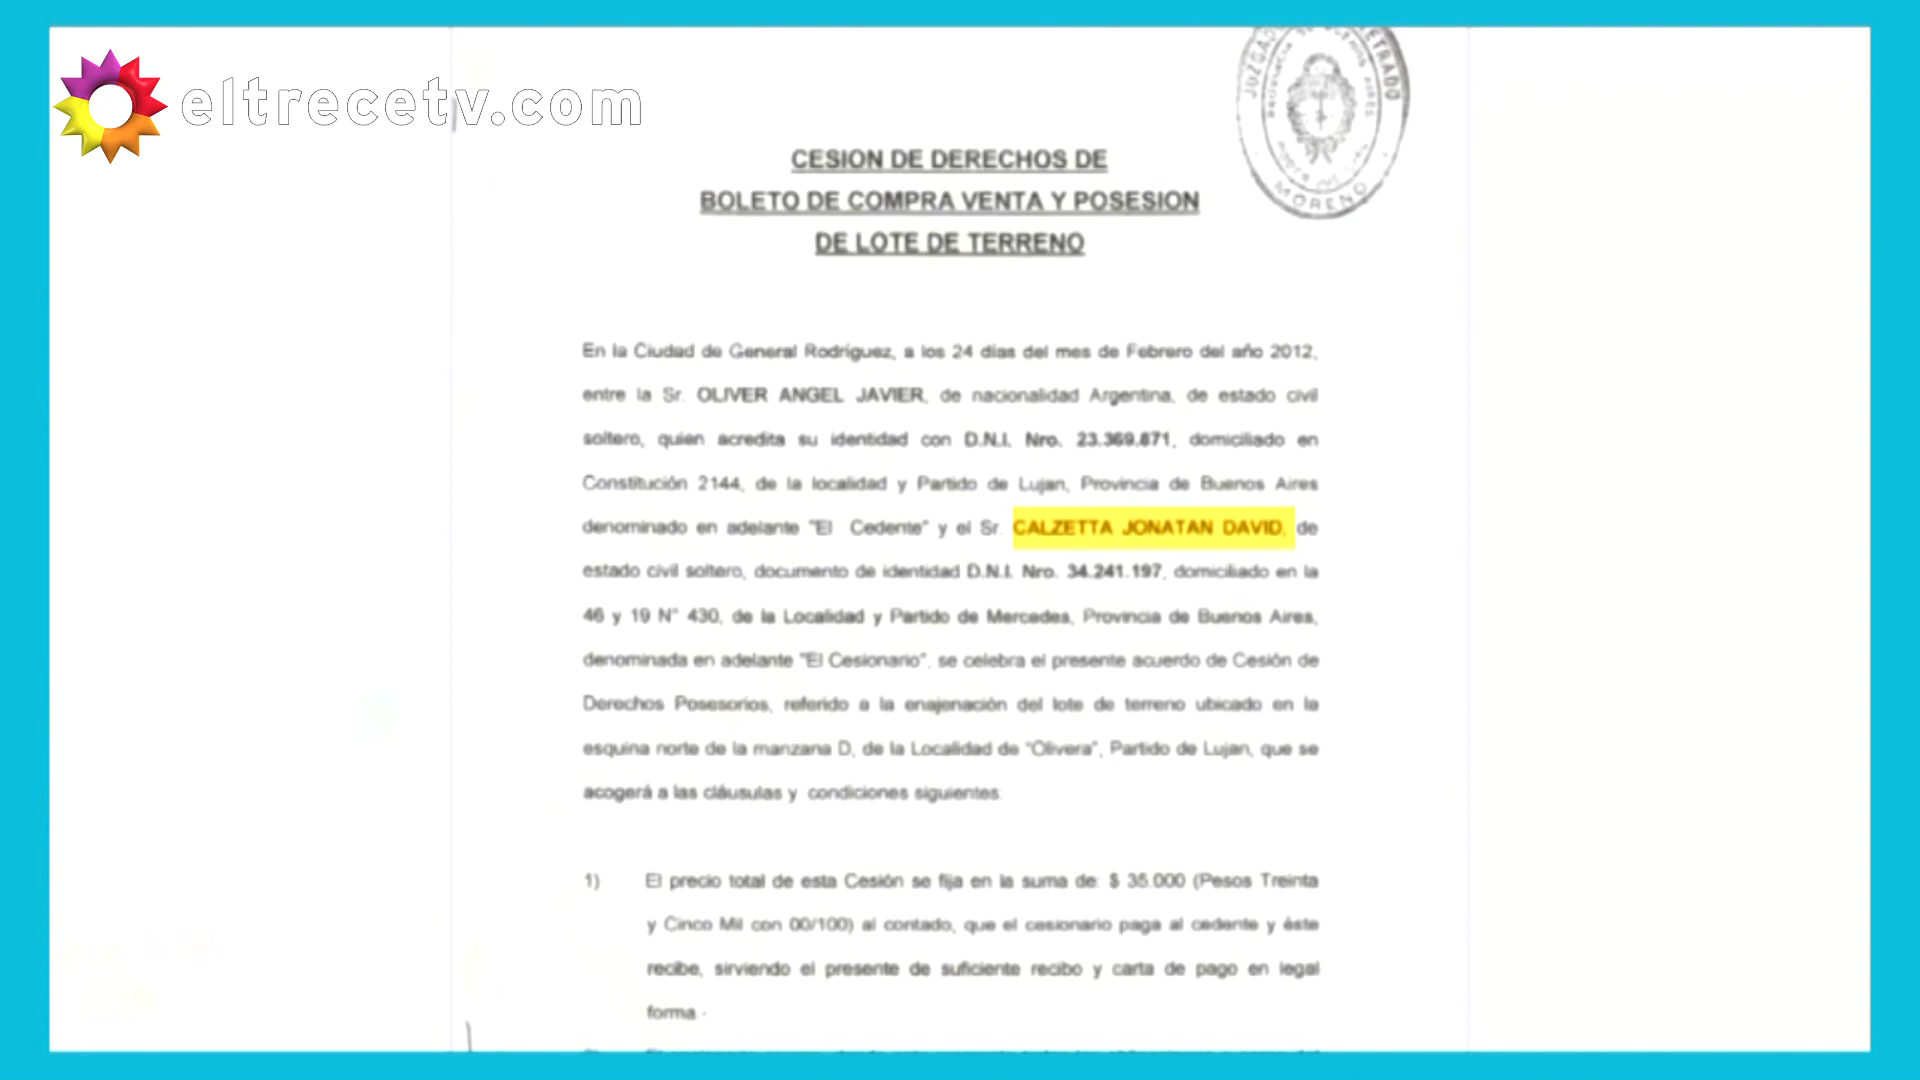 eltrecetv.com
JUZGADO LETRADO
PROVINCIA DE BUENOS AIRES
PODER JUDICIAL
MORENO
CESION DE DERECHOS DE
BOLETO DE COMPRA VENTA Y POSESION
DE LOTE DE TERRENO
En la Ciudad de General Rodríguez, a los 24 días del mes de Febrero del año 2012,
entre la Sr. OLIVER ANGEL JAVIER, de nacionalidad Argentina, de estado civil
soltero, quien acredita su identidad con D.N.I. Nro. 23.369.871, domiciliado en
Constitución 2144, de la localidad y Partido de Lujan, Provincia de Buenos Aires
denominado en adelante "El Cedente" y el Sr. CALZETTA JONATAN DAVID, de
estado civil soltero, documento de identidad D.N.I. Nro. 34.241.197, domiciliado en la
46 y 19 N° 430, de la Localidad y Partido de Mercedes, Provincia de Buenos Aires,
denominada en adelante "El Cesionario", se celebra el presente acuerdo de Cesión de
Derechos Posesorios, referido a la enajenación del lote de terreno ubicado en la
esquina norte de la manzana D, de la Localidad de "Olivera", Partido de Lujan, que se
acogerá a las cláusulas y condiciones siguientes:
1) El precio total de esta Cesión se fija en la suma de: $ 35.000 (Pesos Treinta
y Cinco Mil con 00/100) al contado, que el cesionario paga al cedente y éste
recibe, sirviendo el presente de suficiente recibo y carta de pago en legal
forma.-